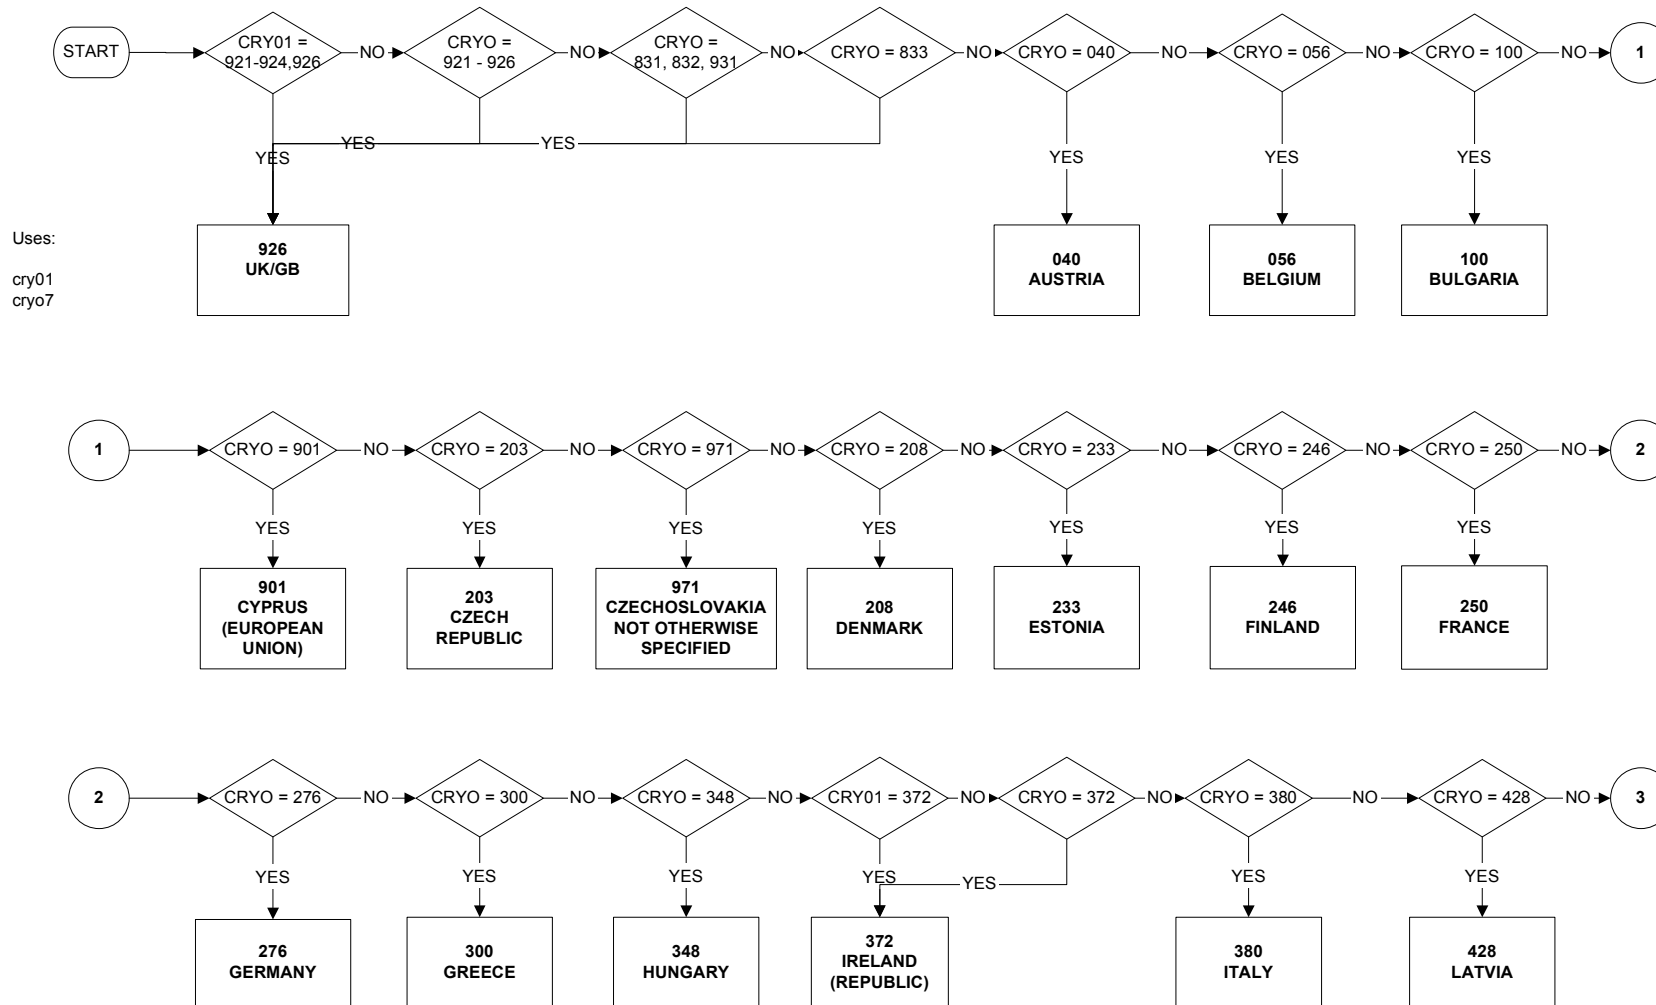 START
CRY01 =
921-924,926
NO
CRYO =
921 - 926
NO
CRYO =
831, 832, 931
NO
CRYO = 833
NO
CRYO = 040
NO
CRYO = 056
NO
CRYO = 100
NO
1
YES
YES
YES
YES
YES
YES
Uses:
cry01
cryo7
926
UK/GB
040
AUSTRIA
056
BELGIUM
100
BULGARIA
1
CRYO = 901
NO
CRYO = 203
NO
CRYO = 971
NO
CRYO = 208
NO
CRYO = 233
NO
CRYO = 246
NO
CRYO = 250
NO
2
YES
YES
YES
YES
YES
YES
YES
901
CYPRUS
(EUROPEAN
UNION)
203
CZECH
REPUBLIC
971
CZECHOSLOVAKIA
NOT OTHERWISE
SPECIFIED
208
DENMARK
233
ESTONIA
246
FINLAND
250
FRANCE
2
CRYO = 276
NO
CRYO = 300
NO
CRYO = 348
NO
CRY01 = 372
NO
CRYO = 372
NO
CRYO = 380
NO
CRYO = 428
NO
3
YES
YES
YES
YES
YES
YES
YES
276
GERMANY
300
GREECE
348
HUNGARY
372
IRELAND
(REPUBLIC)
380
ITALY
428
LATVIA